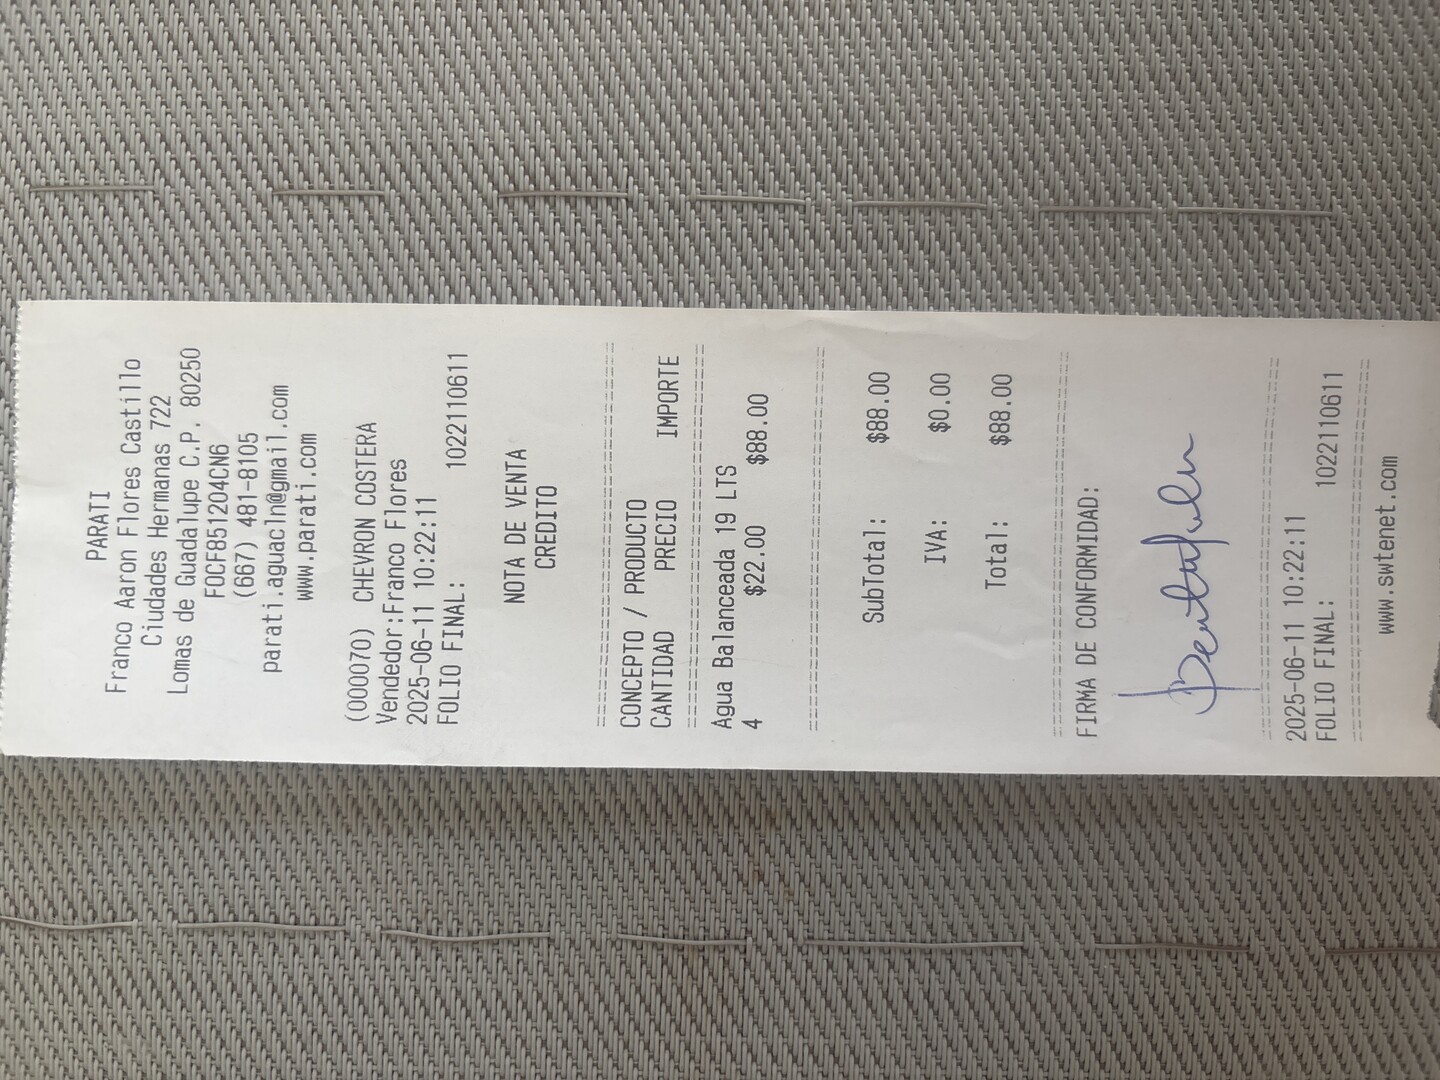 PARATI
Franco Aaron Flores Castillo
Ciudades Hermanas 722
Lomas de Guadalupe C.P. 80250
FOCF851204CN6
(667) 481-8105
parati.aguacln@gmail.com
www.parati.com
(000070) CHEVRON COSTERA
Vendedor:Franco Flores
2025-06-11 10:22:11
FOLIO FINAL: 1022110611
NOTA DE VENTA
CREDITO
CONCEPTO / PRODUCTO
CANTIDAD PRECIO IMPORTE
Agua Balanceada 19 LTS
4 $22.00 $88.00
SubTotal: $88.00
IVA: $0.00
Total: $88.00
FIRMA DE CONFORMIDAD:
2025-06-11 10:22:11
FOLIO FINAL: 1022110611
www.swtenet.com